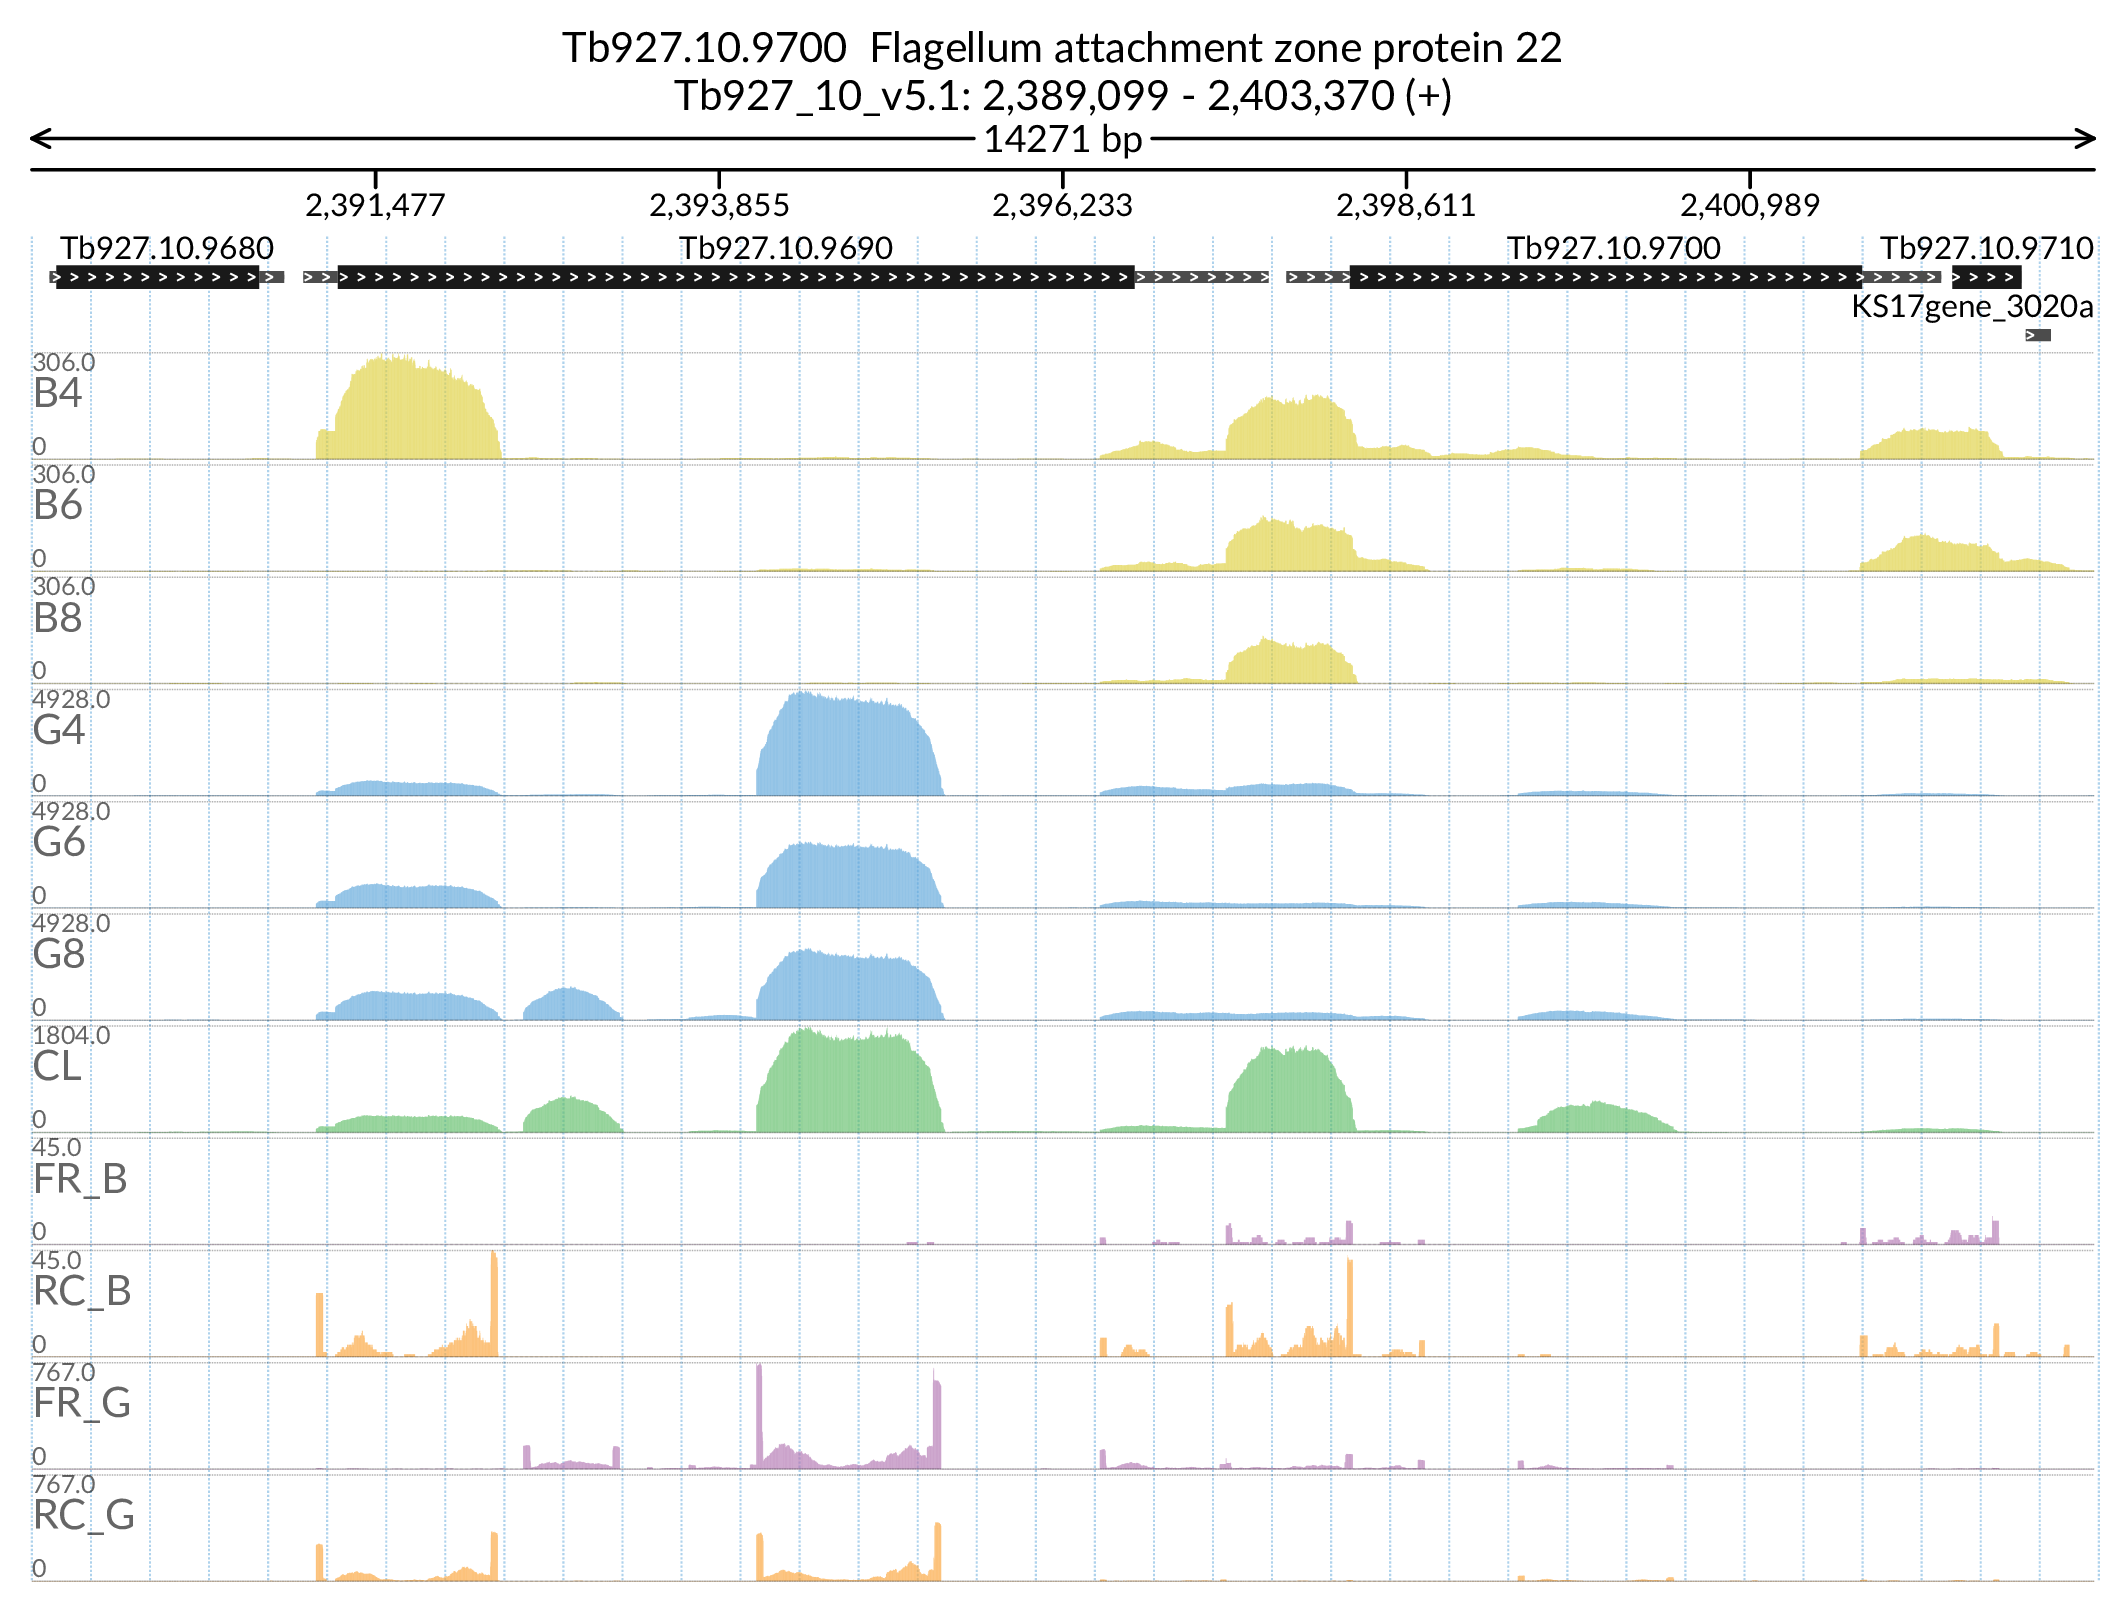 Tb927.10.9700  Flagellum attachment zone protein 22
Tb927_10_v5.1: 2,389,099 - 2,403,370 (+)
14271 bp
2,391,477 2,393,855 2,396,233 2,398,611 2,400,989
Tb927.10.9680 Tb927.10.9690 Tb927.10.9700 Tb927.10.9710
KS17gene_3020a
306.0
B4
0
306.0
B6
0
306.0
B8
0
4928.0
G4
0
4928.0
G6
0
4928.0
G8
0
1804.0
CL
0
45.0
FR_B
0
45.0
RC_B
0
767.0
FR_G
0
767.0
RC_G
0